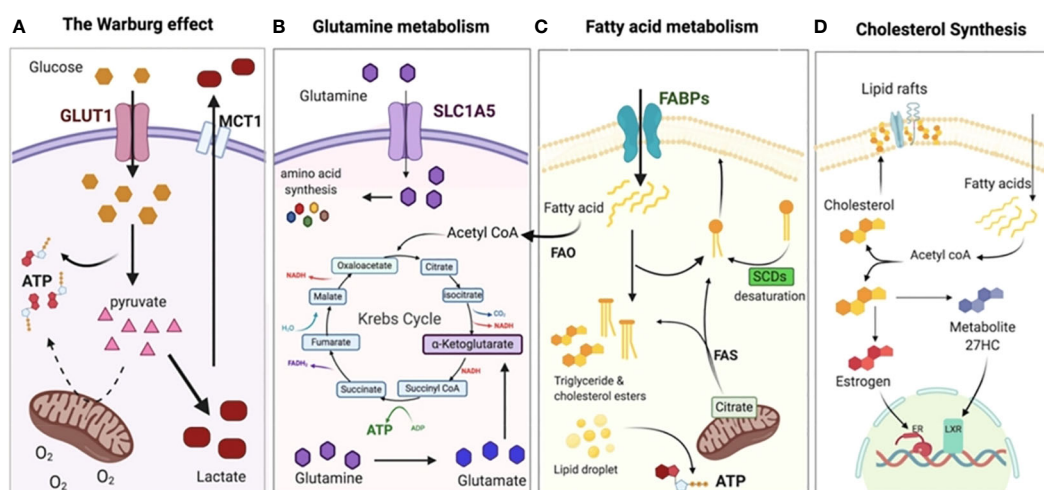 A
The Warburg effect
Glucose
GLUT1
MCT1
ATP
pyruvate
O₂
O₂
O₂
Lactate
B
Glutamine metabolism
Glutamine
SLC1A5
amino acid
synthesis
Acetyl CoA
Oxaloacetate
Citrate
NADH
Malate
isocitrate
CO₂
NADH
Krebs Cycle
H₂O
Fumarate
α-Ketoglutarate
FADH₂
NADH
Succinate
Succinyl CoA
ATP
ADP
Glutamine
Glutamate
C
Fatty acid metabolism
FABPs
Fatty acid
FAO
SCDs
desaturation
FAS
Triglyceride &
cholesterol esters
Citrate
Lipid droplet
ATP
D
Cholesterol Synthesis
Lipid rafts
Fatty acids
Cholesterol
Acetyl coA
Metabolite
27HC
Estrogen
ER
LXR